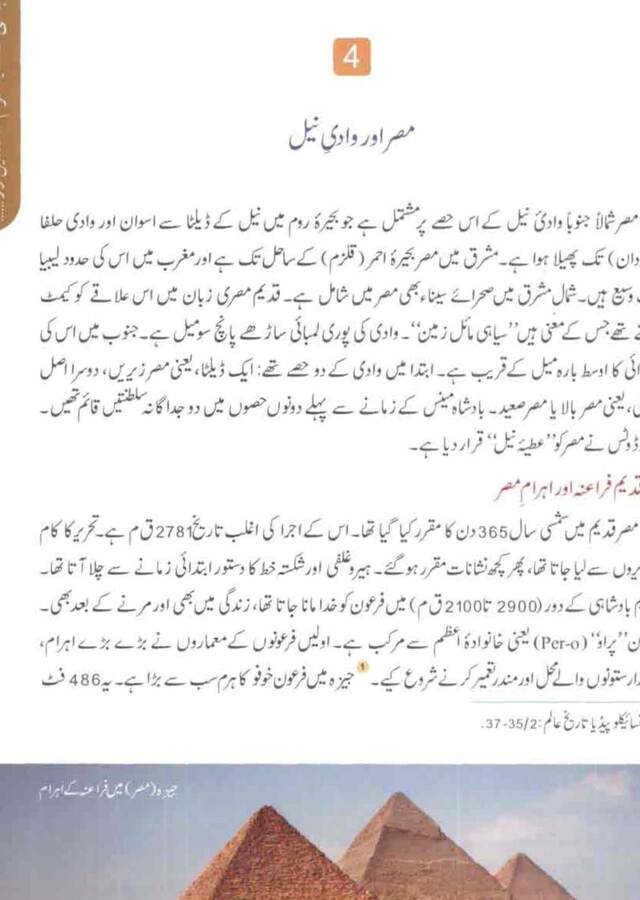 4
مصر اور وادیِ نیل
مصر شمالاً جنوباً وادیٔ نیل کے اس حصے پر مشتمل ہے جو بحیرۂ روم میں نیل کے ڈیلٹا سے اسوان اور وادی حلفا
دان) تک پھیلا ہوا ہے۔ مشرق میں مصر بحیرۂ احمر (قلزم) کے ساحل تک ہے اور مغرب میں اس کی حدود لیبیا
وسیع ہیں۔ شمال مشرق میں صحرائے سیناء بھی مصر میں شامل ہے۔ قدیم مصری زبان میں اس علاقے کو کیمٹ
تھے جس کے معنی ہیں ’’سیاہی مائل زمین‘‘۔ وادی کی پوری لمبائی ساڑھے پانچ سو میل ہے۔ جنوب میں اس کی
ائی کا اوسط بارہ میل کے قریب ہے۔ ابتدا میں وادی کے دو حصے تھے: ایک ڈیلٹا، یعنی مصر زیریں، دوسرا اصل
یعنی مصر بالا یا مصر صعید۔ بادشاہ مینس کے زمانے سے پہلے دونوں حصوں میں دو جداگانہ سلطنتیں قائم تھیں۔
ڈوٹس نے مصر کو ’’عطیۂ نیل‘‘ قرار دیا ہے۔
قدیم فراعنہ اور اہرامِ مصر
مصر قدیم میں شمسی سال 365 دن کا مقرر کیا گیا تھا۔ اس کے اجرا کی اغلب تاریخ 2781 ق م ہے۔ تحریر کا کام
یروں سے لیا جاتا تھا، پھر کچھ نشانات مقرر ہو گئے۔ ہیروغلفی اور شکستہ خط کا دستور ابتدائی زمانے سے چلا آتا تھا۔
م بادشاہی کے دور (2900 تا 2100 ق م) میں فرعون کو خدا مانا جاتا تھا، زندگی میں بھی اور مرنے کے بعد بھی۔
ن ’’پراؤ‘‘ (Per-o) یعنی خانوادۂ اعظم سے مرکب ہے۔ اولیں فرعونوں کے معماروں نے بڑے بڑے اہرام،
دار ستونوں والے محل اور مندر تعمیر کرنے شروع کیے۔ 1 جیزہ میں فرعون خوفو کا ہرم سب سے بڑا ہے۔ یہ 486 فٹ
نسائیکلوپیڈیا تاریخ عالم: 35/2-37.
جیزہ (مصر) میں فراعنہ کے اہرام